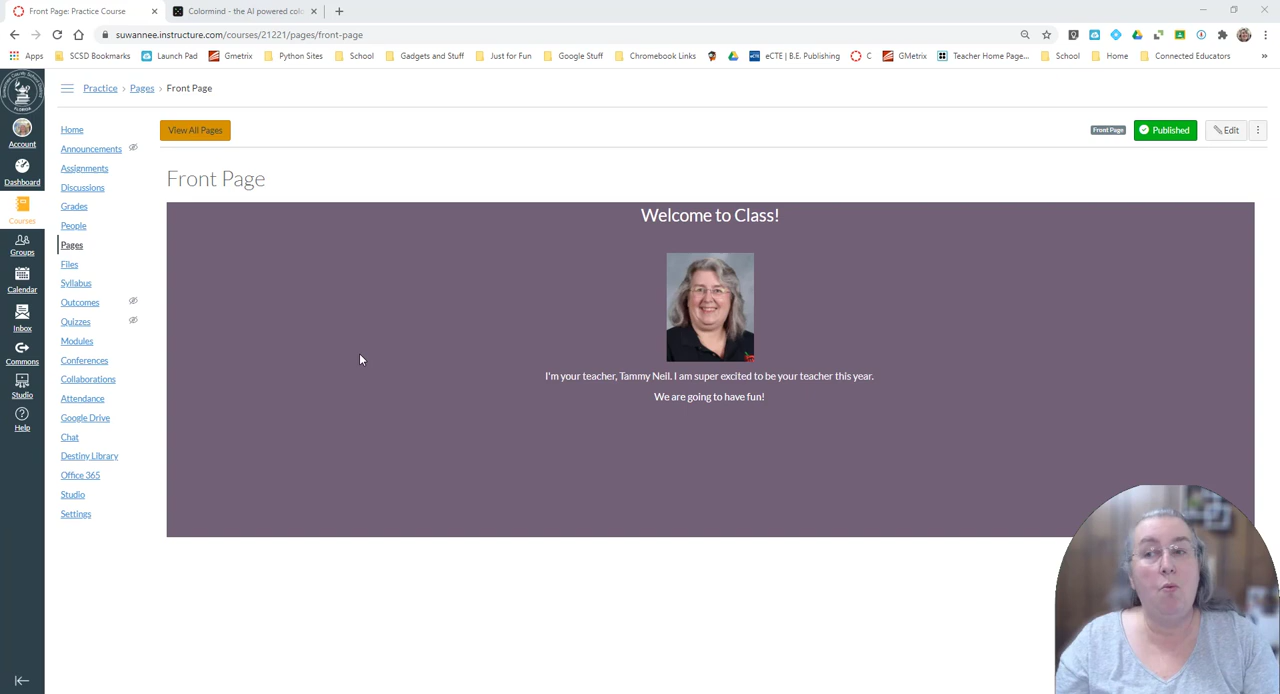 Front Page: Practice Course
Colormind - the AI powered colo
suwannee.instructure.com/courses/21221/pages/front-page
Apps
SCSD Bookmarks
Launch Pad
Gmetrix
Python Sites
School
Gadgets and Stuff
Just for Fun
Google Stuff
Chromebook Links
eCTE | B.E. Publishing
C
GMetrix
Teacher Home Page...
School
Home
Connected Educators
Practice > Pages > Front Page
Account
Dashboard
Courses
Groups
Calendar
Inbox
Commons
Studio
Help
Home
Announcements
Assignments
Discussions
Grades
People
Pages
Files
Syllabus
Outcomes
Quizzes
Modules
Conferences
Collaborations
Attendance
Google Drive
Chat
Destiny Library
Office 365
Studio
Settings
View All Pages
Front Page
Published
Edit
Front Page
Welcome to Class!
I'm your teacher, Tammy Neil. I am super excited to be your teacher this year.
We are going to have fun!